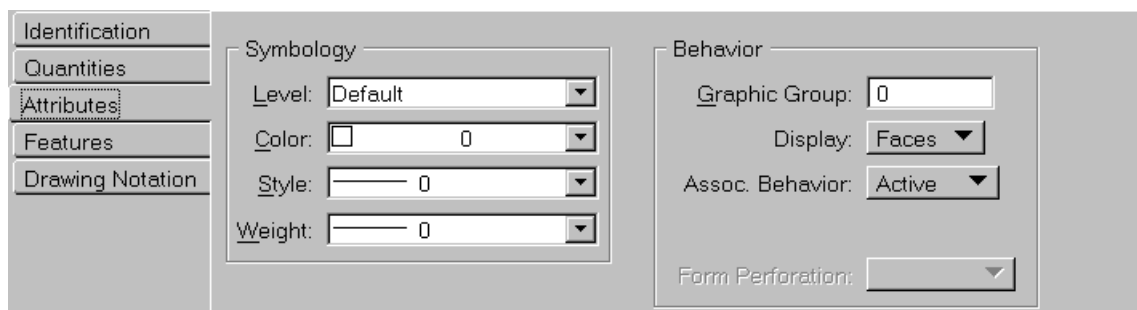 Identification
Quantities
Attributes
Features
Drawing Notation
Symbology
Level: Default
Color: 0
Style: 0
Weight: 0
Behavior
Graphic Group: 0
Display: Faces
Assoc. Behavior: Active
Form Perforation: